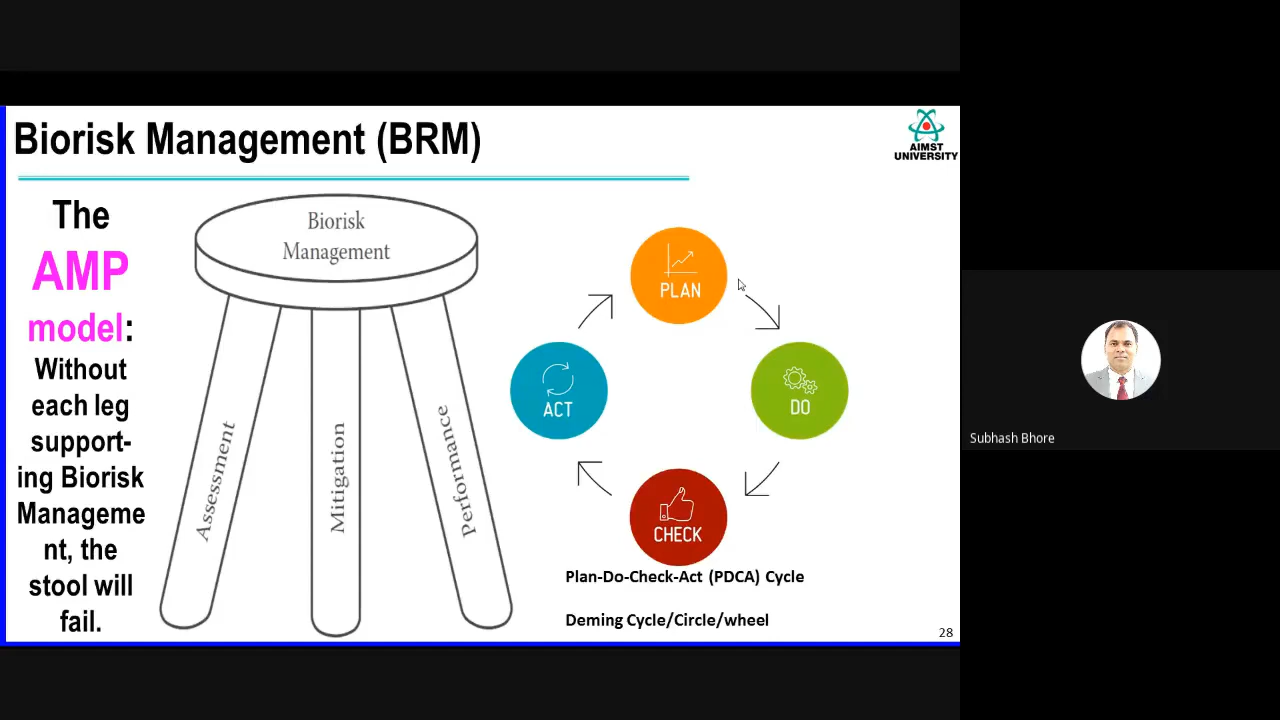 Biorisk Management (BRM)
AIMST
UNIVERSITY
The
AMP
model:
Without
each leg
support-
ing Biorisk
Manageme
nt, the
stool will
fail.
Biorisk
Management
Assessment
Mitigation
Performance
PLAN
DO
CHECK
ACT
Plan-Do-Check-Act (PDCA) Cycle
Deming Cycle/Circle/wheel
28
Subhash Bhore